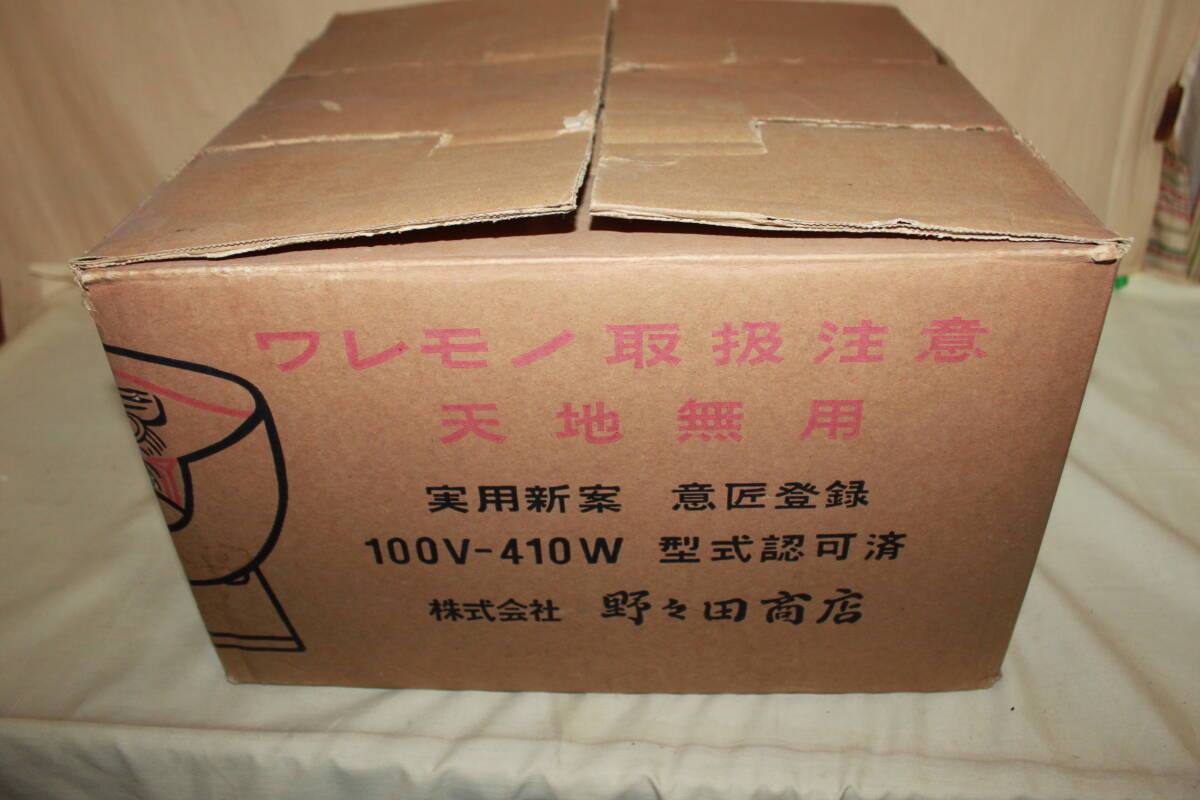 ワレモノ取扱注意
天地無用
実用新案 意匠登録
100V-410W 型式認可済
株式会社 野々田商店